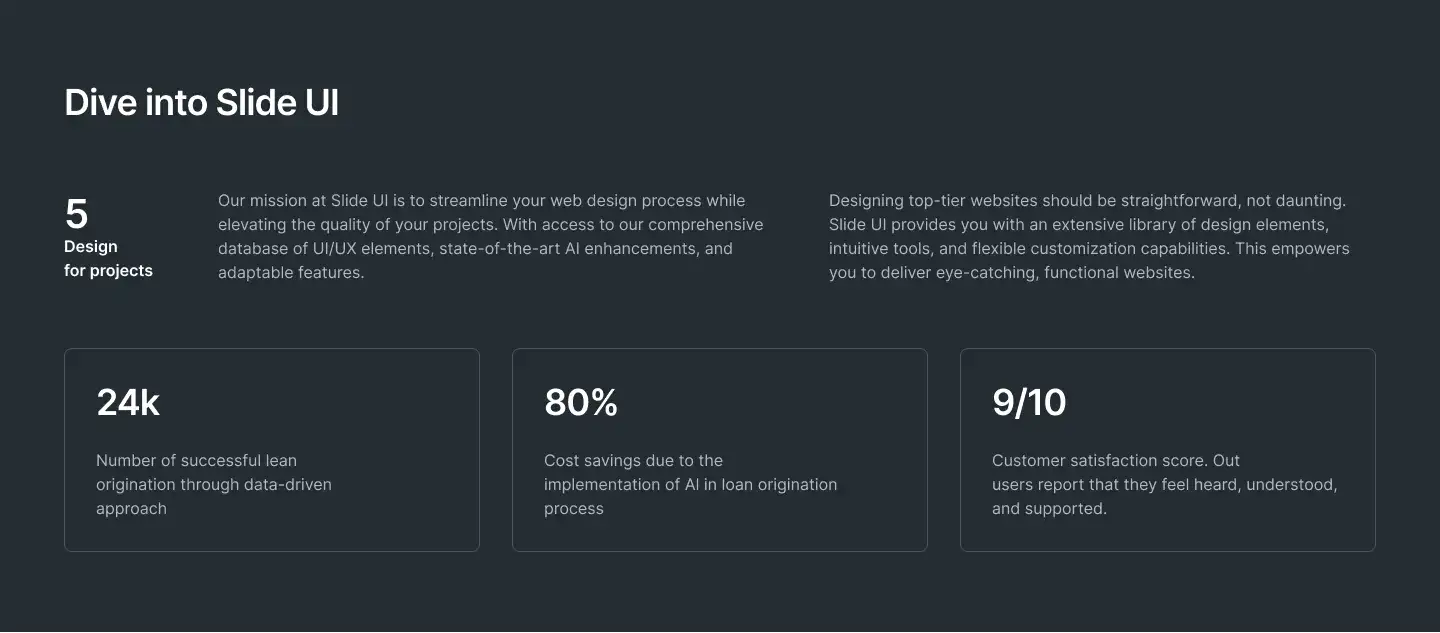 Dive into Slide UI
5
Design
for projects
Our mission at Slide UI is to streamline your web design process while
elevating the quality of your projects. With access to our comprehensive
database of UI/UX elements, state-of-the-art AI enhancements, and
adaptable features.
Designing top-tier websites should be straightforward, not daunting.
Slide UI provides you with an extensive library of design elements,
intuitive tools, and flexible customization capabilities. This empowers
you to deliver eye-catching, functional websites.
24k
Number of successful lean
origination through data-driven
approach
80%
Cost savings due to the
implementation of AI in loan origination
process
9/10
Customer satisfaction score. Out
users report that they feel heard, understood,
and supported.